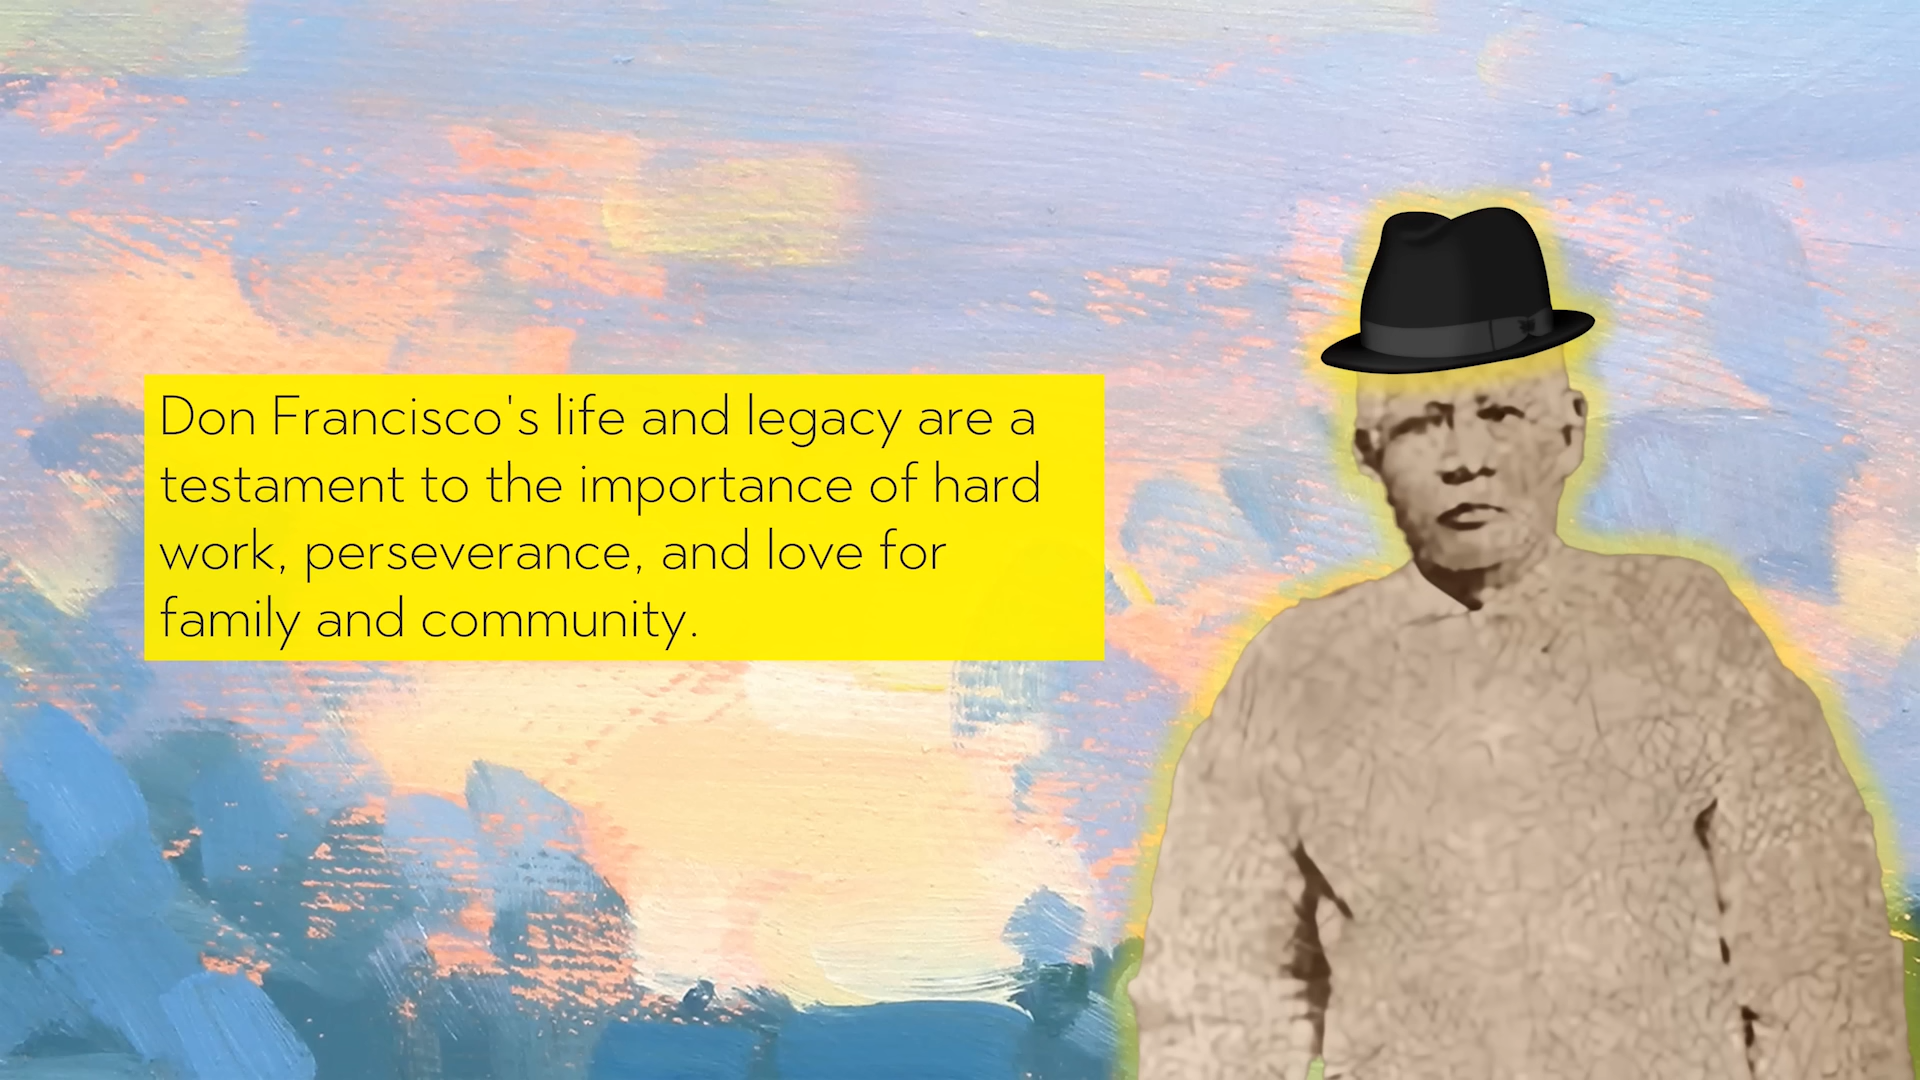 Don Francisco's life and legacy are a
testament to the importance of hard
work, perseverance, and love for
family and community.